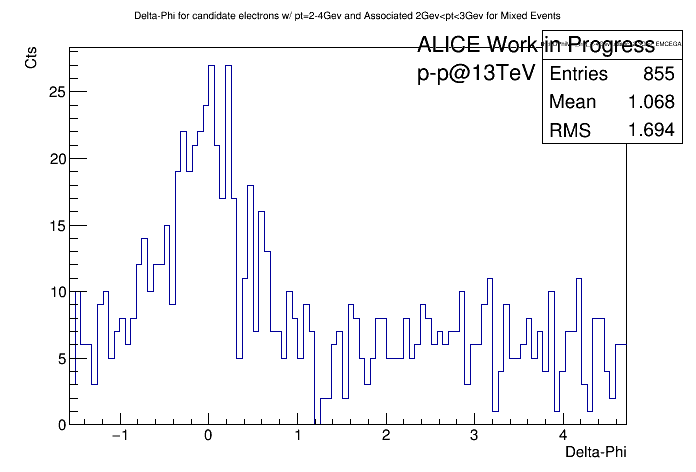 Delta-Phi for candidate electrons w/ pt=2-4Gev and Associated 2Gev<pt<3Gev for Mixed Events
Cts
ALICE Work in Progress
EMCEGA
p-p@13TeV
Entries 855
Mean 1.068
RMS 1.694
25
20
15
10
5
0
−1 0 1 2 3 4
Delta-Phi